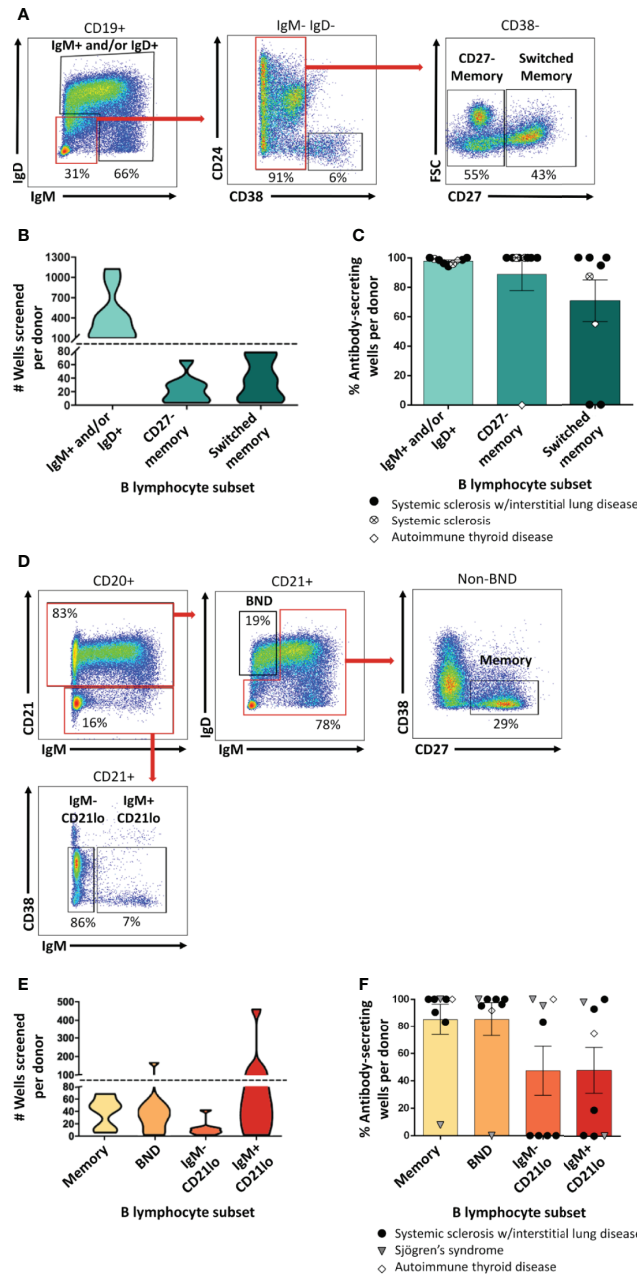 A
CD19+
IgM+ and/or IgD+
31%
66%
IgD
IgM
IgM- IgD-
91%
6%
CD24
CD38
CD38-
CD27-
Memory
Switched
Memory
55%
43%
FSC
CD27
B
# Wells screened
per donor
1300
1000
700
400
100
80
60
40
20
0
IgM+ and/or
IgD+
CD27-
memory
Switched
memory
B lymphocyte subset
C
% Antibody-secreting
wells per donor
100
80
60
40
20
0
IgM+ and/or
IgD+
CD27-
memory
Switched
memory
B lymphocyte subset
Systemic sclerosis w/interstitial lung disease
Systemic sclerosis
Autoimmune thyroid disease
D
CD20+
83%
16%
CD21
IgM
CD21+
BND
19%
78%
IgD
IgM
Non-BND
Memory
29%
CD38
CD27
CD21+
IgM-
CD21lo
IgM+
CD21lo
86%
7%
CD38
IgM
E
# Wells screened
per donor
500
400
300
200
100
80
60
40
20
0
Memory
BND
IgM-
CD21lo
IgM+
CD21lo
B lymphocyte subset
F
% Antibody-secreting
wells per donor
100
80
60
40
20
0
Memory
BND
IgM-
CD21lo
IgM+
CD21lo
B lymphocyte subset
Systemic sclerosis w/interstitial lung disease
Sjögren's syndrome
Autoimmune thyroid disease